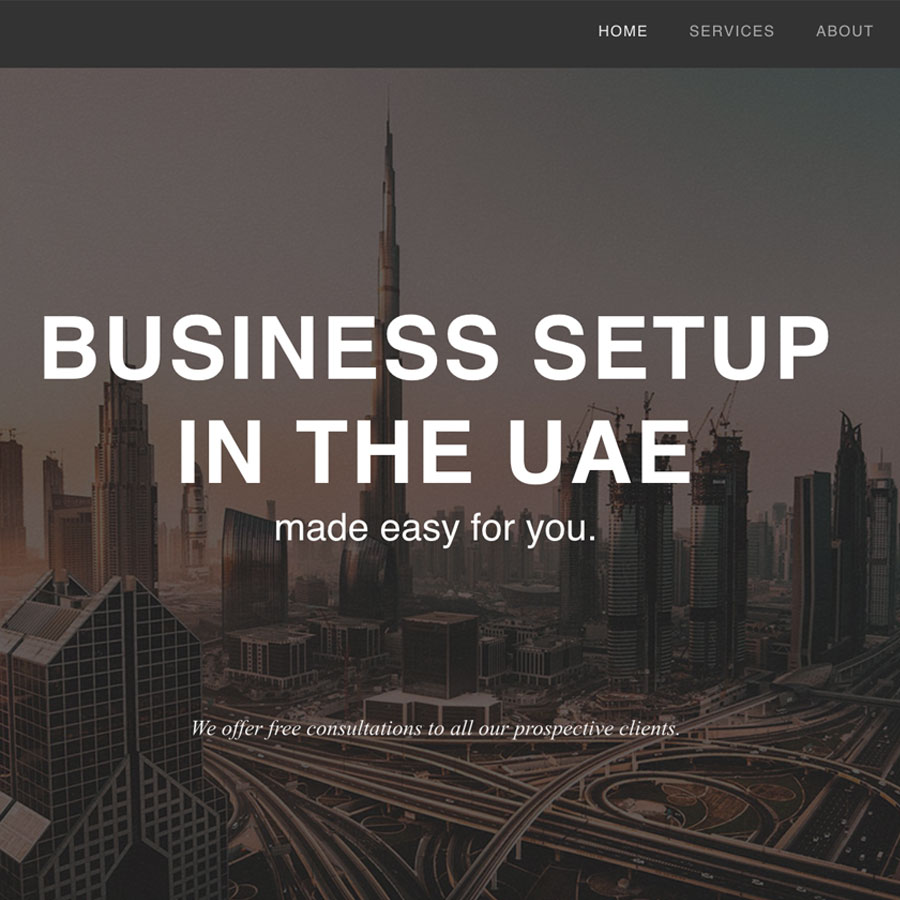 HOME SERVICES ABOUT
BUSINESS SETUP
IN THE UAE
made easy for you.
We offer free consultations to all our prospective clients.